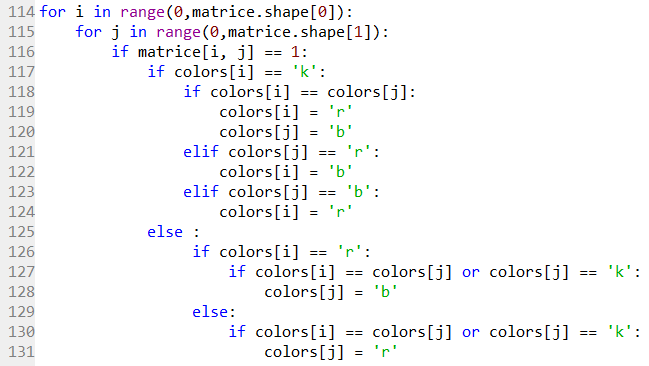 114 for i in range(0,matrice.shape[0]):
115     for j in range(0,matrice.shape[1]):
116         if matrice[i, j] == 1:
117             if colors[i] == 'k':
118                 if colors[i] == colors[j]:
119                     colors[i] = 'r'
120                     colors[j] = 'b'
121                 elif colors[j] == 'r':
122                     colors[i] = 'b'
123                 elif colors[j] == 'b':
124                     colors[i] = 'r'
125             else :
126                  if colors[i] == 'r':
127                      if colors[i] == colors[j] or colors[j] == 'k':
128                          colors[j] = 'b'
129                  else:
130                      if colors[i] == colors[j] or colors[j] == 'k':
131                          colors[j] = 'r'